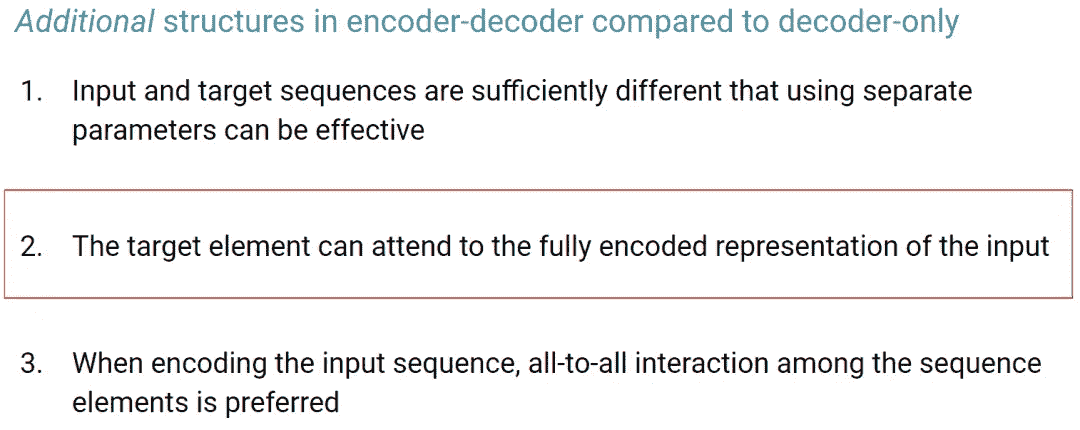 Additional structures in encoder-decoder compared to decoder-only
1. Input and target sequences are sufficiently different that using separate
parameters can be effective
2. The target element can attend to the fully encoded representation of the input
3. When encoding the input sequence, all-to-all interaction among the sequence
elements is preferred